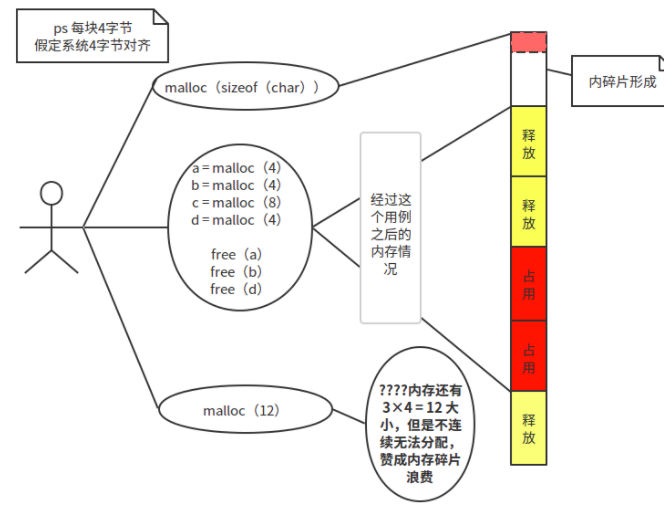 ps 每块4字节
假定系统4字节对齐
malloc（sizeof（char））
内碎片形成
a = malloc（4）
b = malloc（4）
c = malloc（8）
d = malloc（4）
free（a）
free（b）
free（d）
经过这
个用例
之后的
内存情
况
释
放
释
放
占
用
占
用
释
放
malloc（12）
????内存还有
3×4 = 12 大
小，但是不连
续无法分配，
赞成内存碎片
浪费